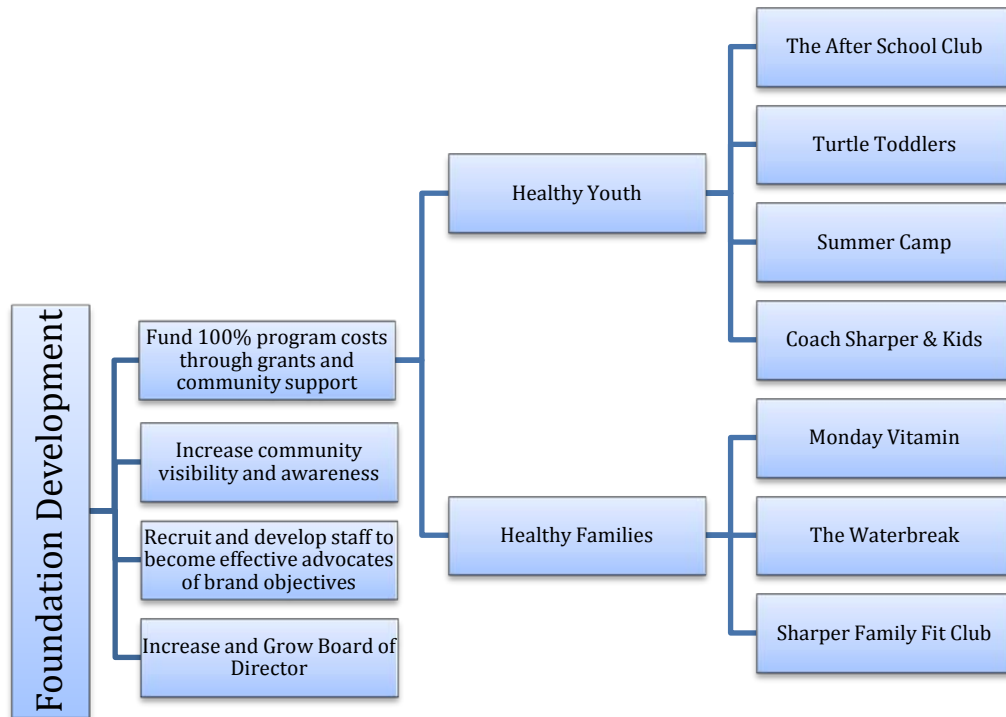 Foundation Development
Fund 100% program costs
through grants and
community support
Increase community
visibility and awareness
Recruit and develop staff to
become effective advocates
of brand objectives
Increase and Grow Board of
Director
Healthy Youth
Healthy Families
The After School Club
Turtle Toddlers
Summer Camp
Coach Sharper & Kids
Monday Vitamin
The Waterbreak
Sharper Family Fit Club